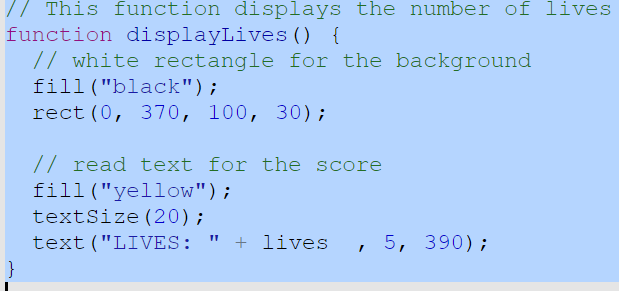 // This function displays the number of lives
function displayLives() {
  // white rectangle for the background
  fill("black");
  rect(0, 370, 100, 30);

  // read text for the score
  fill("yellow");
  textSize(20);
  text("LIVES: " + lives  , 5, 390);
}